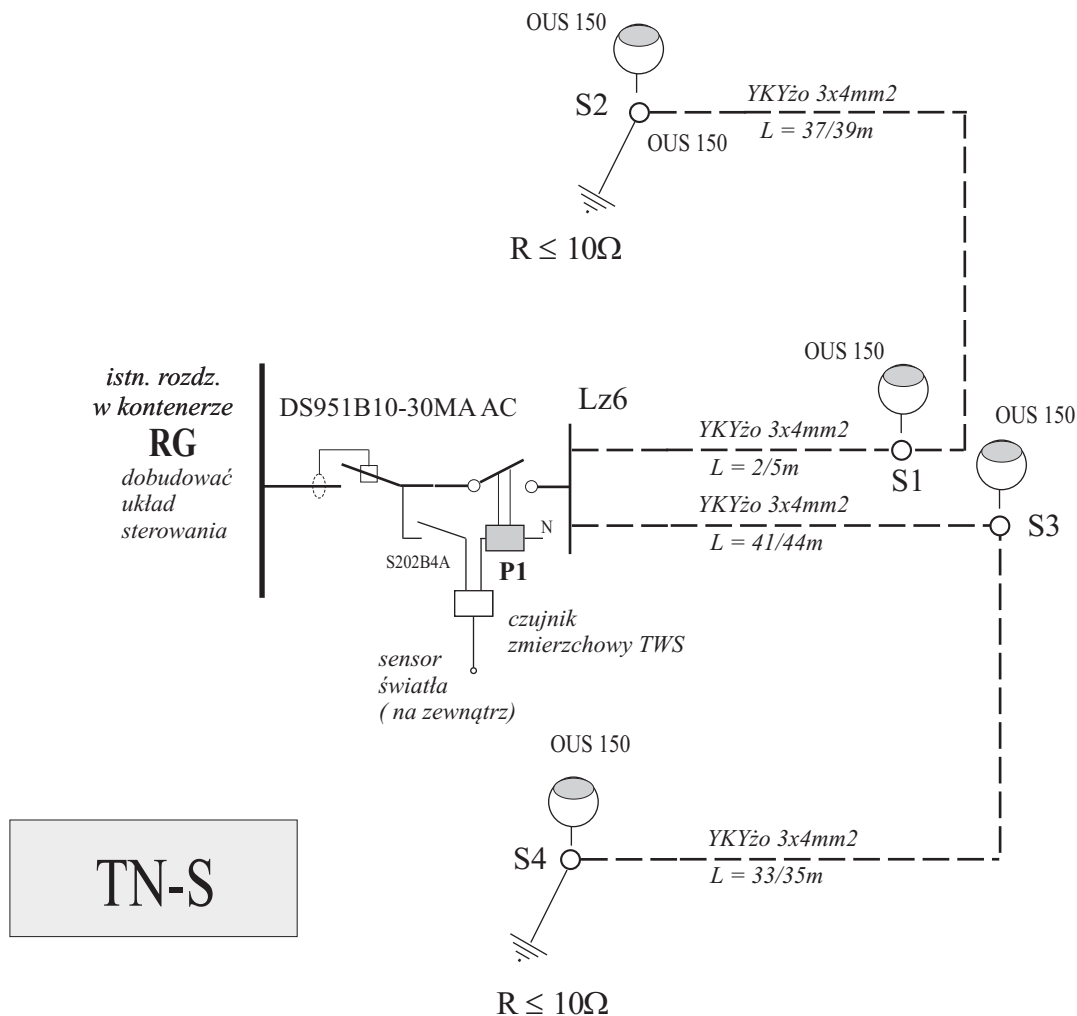 OUS 150
S2
YKYżo 3x4mm2
L = 37/39m
OUS 150
R ≤ 10Ω
istn. rozdz.
w kontenerze
RG
dobudować
układ
sterowania
DS951B10-30MA AC
Lz6
OUS 150
YKYżo 3x4mm2
L = 2/5m
S1
OUS 150
YKYżo 3x4mm2
L = 41/44m
S3
S202B4A
P1
N
czujnik
zmierzchowy TWS
sensor
światła
( na zewnątrz)
OUS 150
S4
YKYżo 3x4mm2
L = 33/35m
TN-S
R ≤ 10Ω